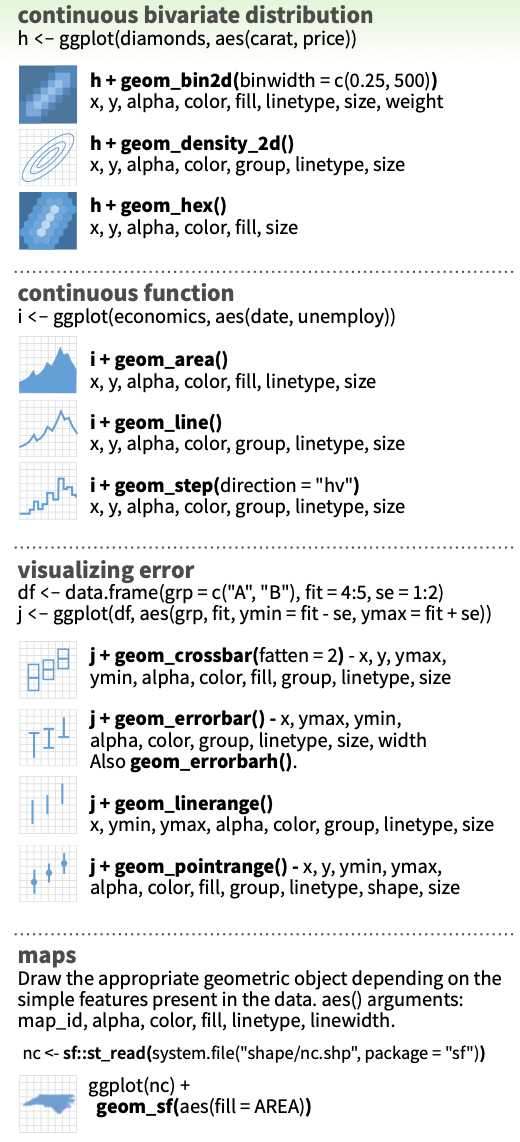 continuous bivariate distribution
h <- ggplot(diamonds, aes(carat, price))
h + geom_bin2d(binwidth = c(0.25, 500))
x, y, alpha, color, fill, linetype, size, weight
h + geom_density_2d()
x, y, alpha, color, group, linetype, size
h + geom_hex()
x, y, alpha, color, fill, size
continuous function
i <- ggplot(economics, aes(date, unemploy))
i + geom_area()
x, y, alpha, color, fill, linetype, size
i + geom_line()
x, y, alpha, color, group, linetype, size
i + geom_step(direction = "hv")
x, y, alpha, color, group, linetype, size
visualizing error
df <- data.frame(grp = c("A", "B"), fit = 4:5, se = 1:2)
j <- ggplot(df, aes(grp, fit, ymin = fit - se, ymax = fit + se))
j + geom_crossbar(fatten = 2) - x, y, ymax,
ymin, alpha, color, fill, group, linetype, size
j + geom_errorbar() - x, ymax, ymin,
alpha, color, group, linetype, size, width
Also geom_errorbarh().
j + geom_linerange()
x, ymin, ymax, alpha, color, group, linetype, size
j + geom_pointrange() - x, y, ymin, ymax,
alpha, color, fill, group, linetype, shape, size
maps
Draw the appropriate geometric object depending on the
simple features present in the data. aes() arguments:
map_id, alpha, color, fill, linetype, linewidth.
nc <- sf::st_read(system.file("shape/nc.shp", package = "sf"))
ggplot(nc) +
geom_sf(aes(fill = AREA))